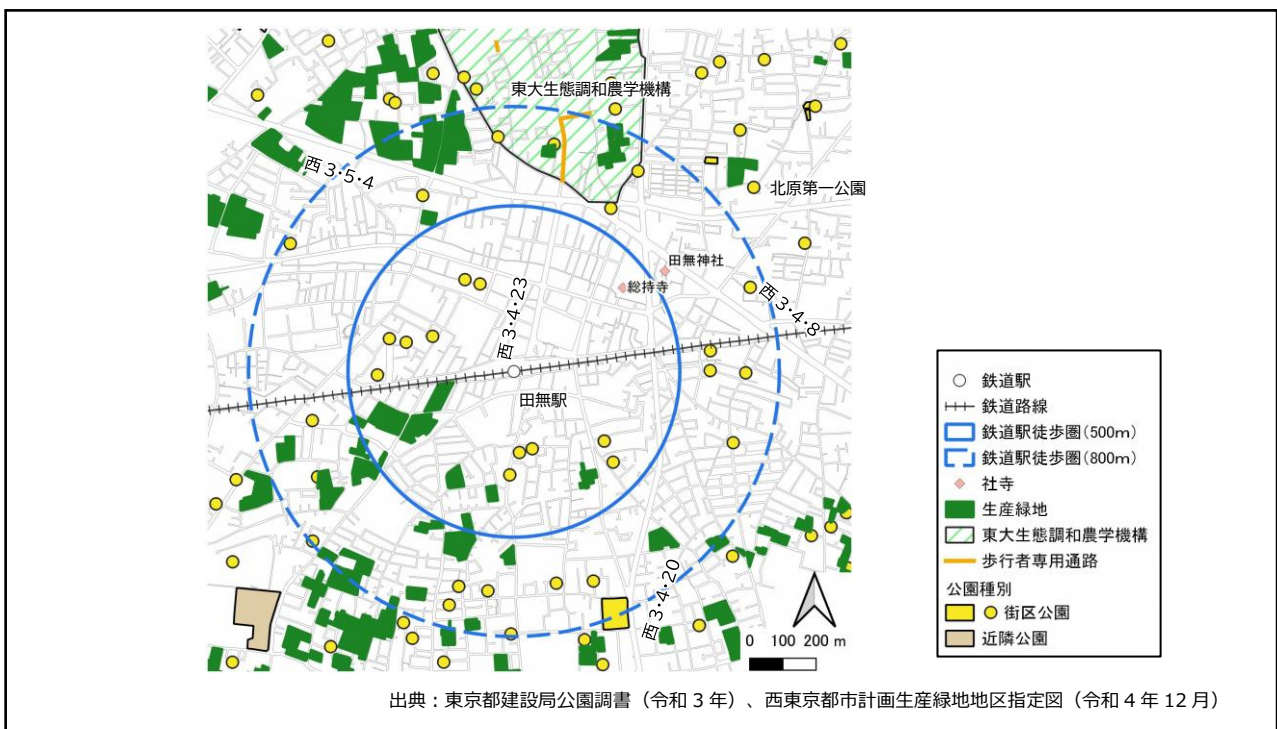 東大生態調和農学機構
西3・5・4
北原第一公園
田無神社
総持寺
西3・4・23
西3・4・8
田無駅
西3・4・20
0 100 200 m
鉄道駅
鉄道路線
鉄道駅徒歩圏(500m)
鉄道駅徒歩圏(800m)
社寺
生産緑地
東大生態調和農学機構
歩行者専用通路
公園種別
街区公園
近隣公園
出典：東京都建設局公園調書（令和3年）、西東京都市計画生産緑地地区指定図（令和4年12月）